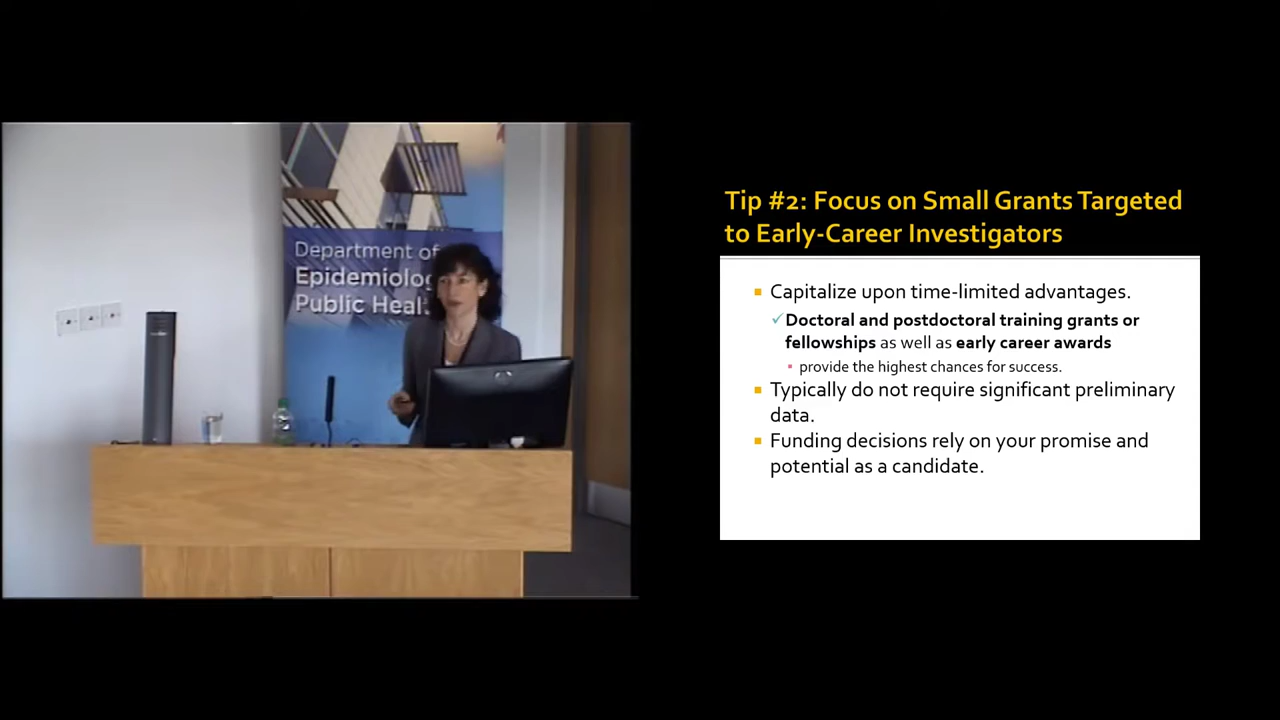 Department of
Epidemiolog
Public Heal
Tip #2: Focus on Small Grants Targeted
to Early-Career Investigators
Capitalize upon time-limited advantages.
Doctoral and postdoctoral training grants or
fellowships as well as early career awards
provide the highest chances for success.
Typically do not require significant preliminary
data.
Funding decisions rely on your promise and
potential as a candidate.